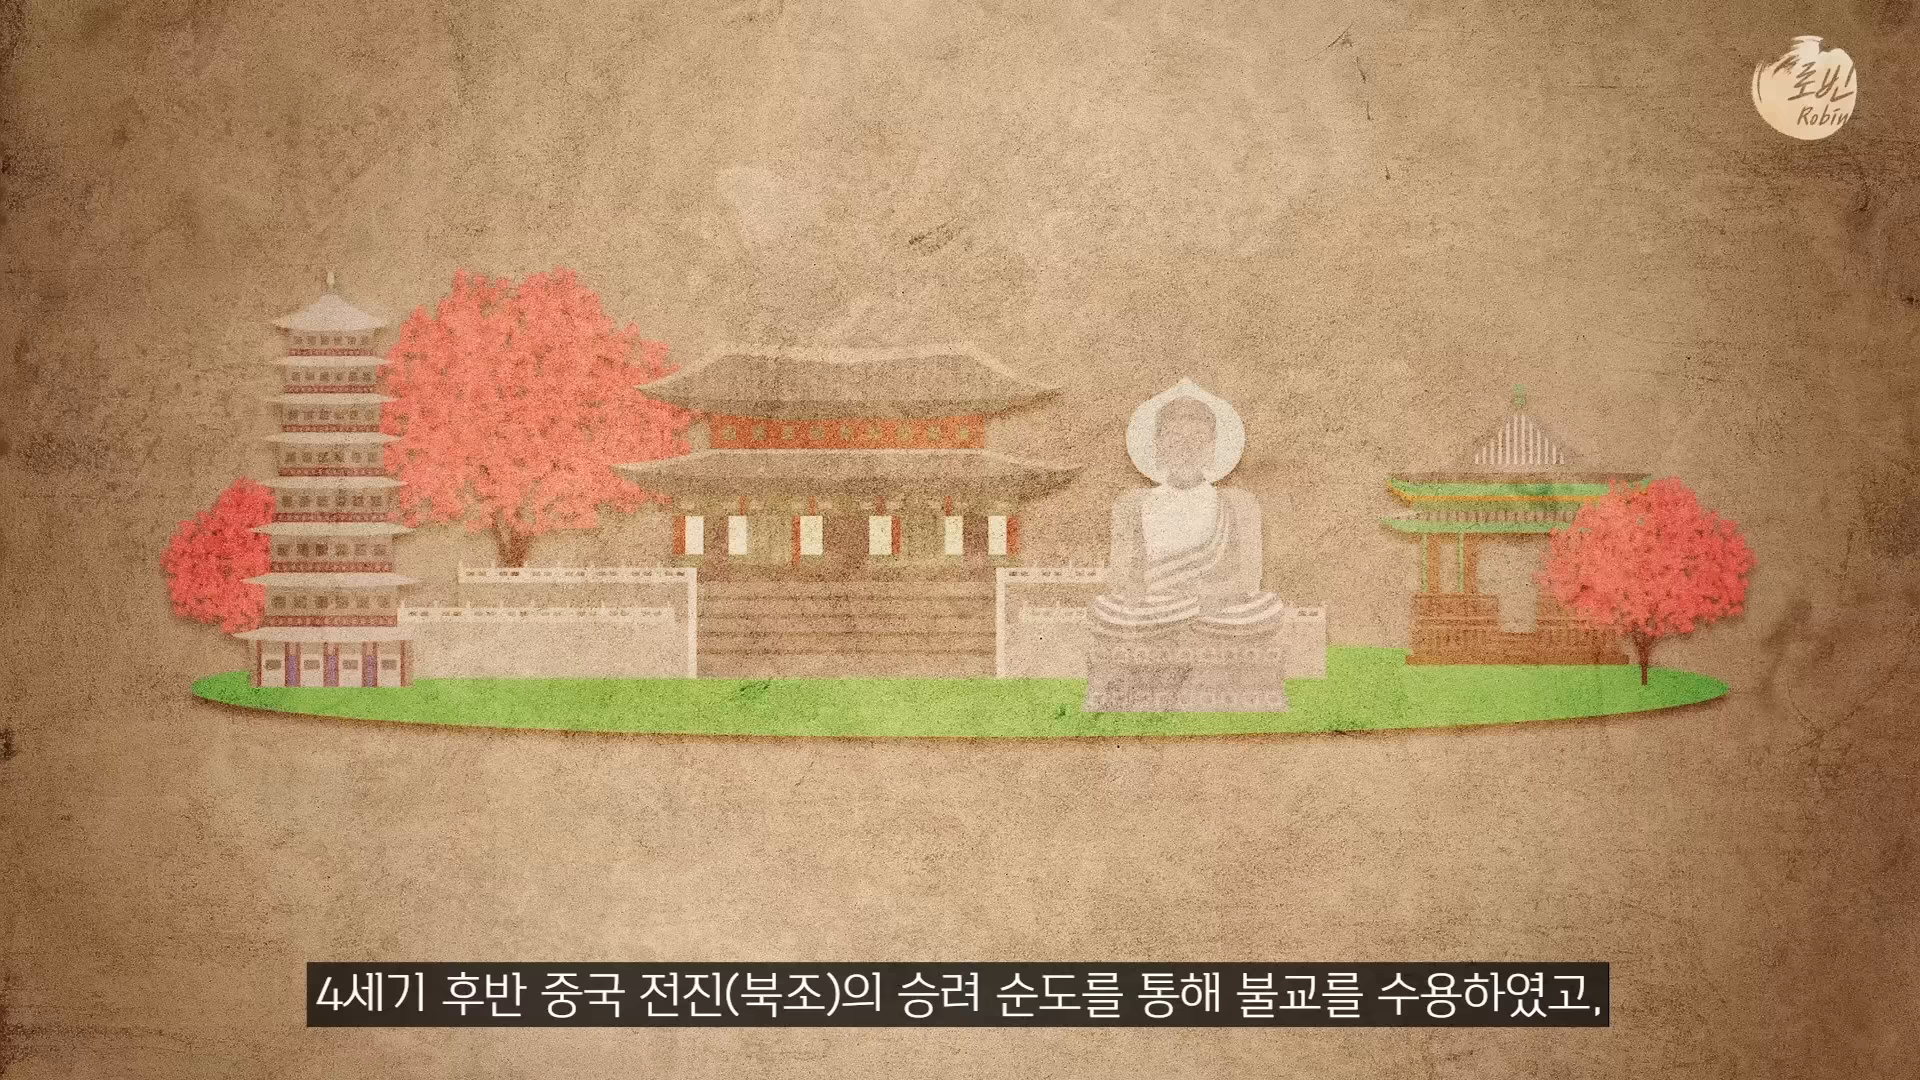 로빈
Robin
4세기 후반 중국 전진(북조)의 승려 순도를 통해 불교를 수용하였고,